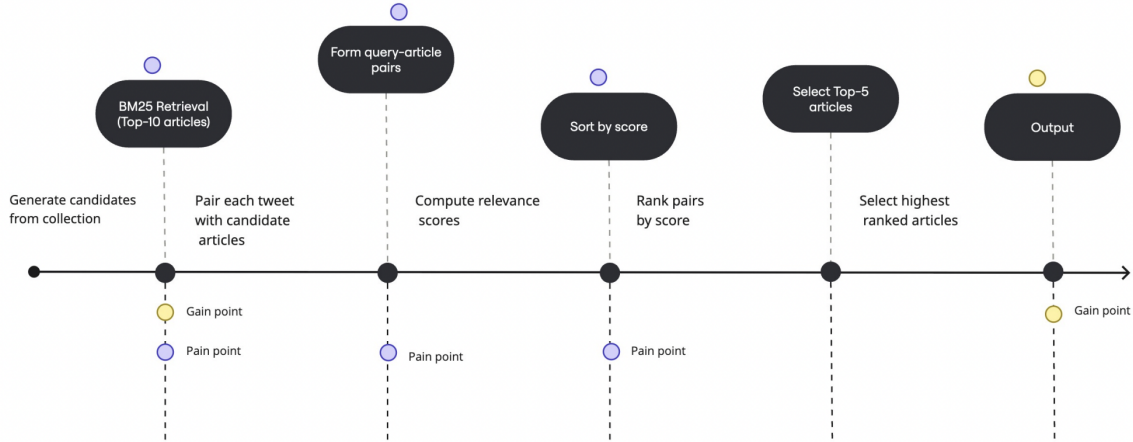 Form query-article
pairs
BM25 Retrieval
(Top-10 articles)
Sort by score
Select Top-5
articles
Output
Generate candidates
from collection
Pair each tweet
with candidate
articles
Compute relevance
scores
Rank pairs
by score
Select highest
ranked articles
Gain point
Pain point
Pain point
Pain point
Gain point